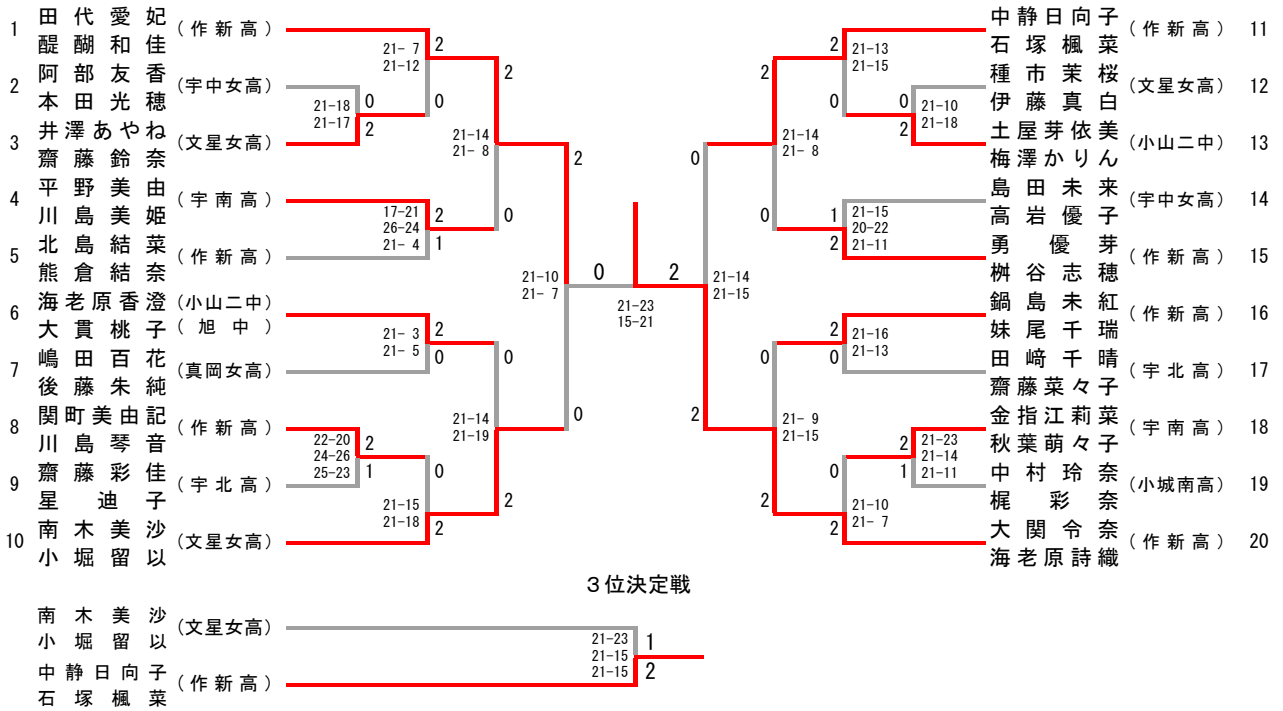 1 田代愛妃 醍醐和佳 (作新高)
2 阿部友香 本田光穂 (宇中女高)
3 井澤あやね 齋藤鈴奈 (文星女高)
4 平野美由 川島美姫 (宇南高)
5 北島結菜 熊倉結奈 (作新高)
6 海老原香澄 (小山二中) 大貫桃子 (旭中)
7 嶋田百花 後藤朱純 (真岡女高)
8 関町美由記 川島琴音 (作新高)
9 齋藤彩佳 星迪子 (宇北高)
10 南木美沙 小堀留以 (文星女高)
21- 7 2
21-12
21-18 0 0
21-17 2
17-21 2
26-24
21- 4 1
21- 3 2
21- 5 0
22-20 2
24-26
25-23 1
21-15 0
21-18 2
2
21-14
21- 8
0
0
21-14
21-19
2
2
21-10
21- 7
0
0 2
21-23
15-21
0
21-14
21-15
2
2
21-14
21- 8
0
0
21- 9
21-15
2
2 21-13
21-15
0 0 21-10
2 21-18
1 21-15
20-22
2 21-11
2 21-16
0 21-13
2 21-23
21-14
1 21-11
0 21-10
2 21- 7
中静日向子 石塚楓菜 (作新高) 11
種市茉桜 伊藤真白 (文星女高) 12
土屋芽依美 梅澤かりん (小山二中) 13
島田未来 高岩優子 (宇中女高) 14
勇優芽 桝谷志穂 (作新高) 15
鍋島未紅 妹尾千瑞 (作新高) 16
田﨑千晴 齋藤菜々子 (宇北高) 17
金指江莉菜 秋葉萌々子 (宇南高) 18
中村玲奈 梶彩奈 (小城南高) 19
大関令奈 海老原詩織 (作新高) 20
３位決定戦
南木美沙 小堀留以 (文星女高)
中静日向子 石塚楓菜 (作新高)
21-23 1
21-15
21-15 2